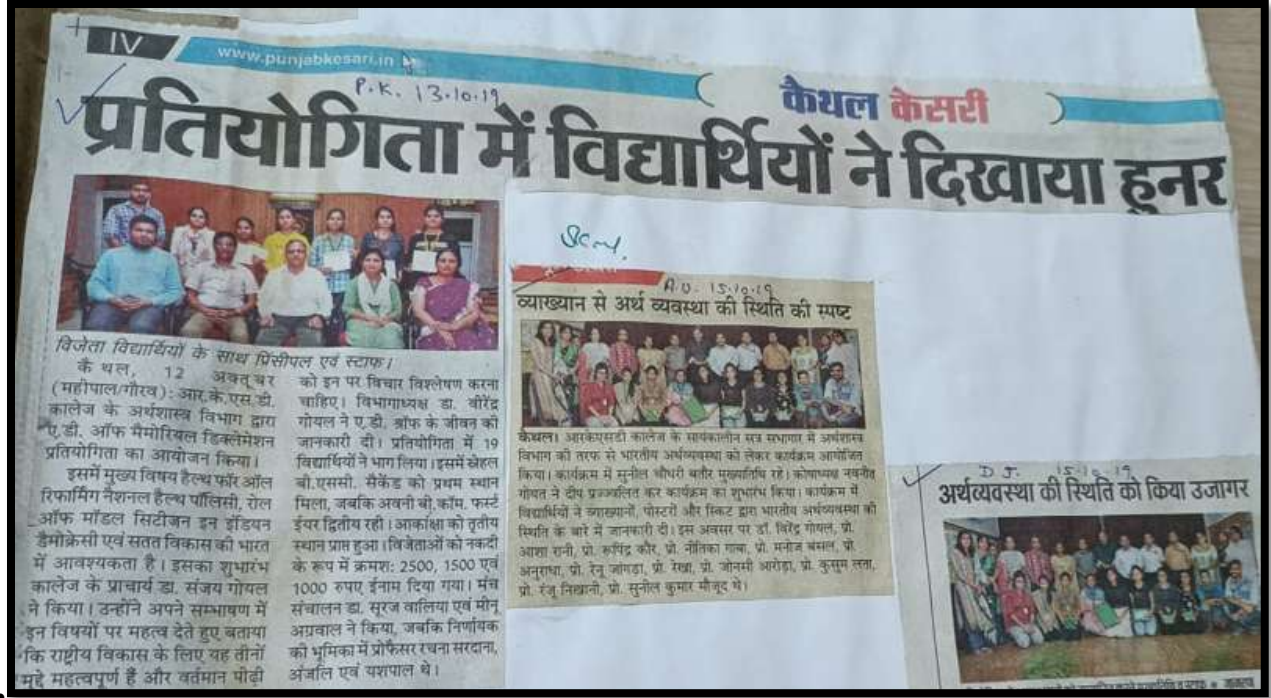 IV
www.punjabkesari.in
कैथल केसरी
P.K. 13.10.19
प्रतियोगिता में विद्यार्थियों ने दिखाया हुनर
विजेता विद्यार्थियों के साथ प्रिंसीपल एवं स्टाफ।
कैथल, 12 अक्तूबर
(महीपाल/गौरव): आर.के.एस.डी.
कालेज के अर्थशास्त्र विभाग द्वारा
ए.डी. ऑफ मैमोरियल डिक्लेमेशन
प्रतियोगिता का आयोजन किया।
इसमें मुख्य विषय हैल्थ फॉर ऑल
रिफार्मिंग नैशनल हैल्थ पॉलिसी, रोल
ऑफ मॉडल सिटीजन इन इंडियन
डैमोक्रेसी एवं सतत विकास की भारत
में आवश्यकता है। इसका शुभारंभ
कालेज के प्राचार्य डा. संजय गोयल
ने किया। उन्होंने अपने सम्भाषण में
इन विषयों पर महत्व देते हुए बताया
कि राष्ट्रीय विकास के लिए यह तीनों
मुद्दे महत्वपूर्ण हैं और वर्तमान पीढ़ी
को इन पर विचार विश्लेषण करना
चाहिए। विभागाध्यक्ष डा. वीरेंद्र
गोयल ने ए.डी. श्रॉफ के जीवन की
जानकारी दी। प्रतियोगिता में 19
विद्यार्थियों ने भाग लिया। इसमें स्नेहल
बी.एससी. सैकेंड को प्रथम स्थान
मिला, जबकि अवनी बी.कॉम. फर्स्ट
ईयर द्वितीय रही। आकांक्षा को तृतीय
स्थान प्राप्त हुआ। विजेताओं को नकदी
के रूप में क्रमश: 2500, 1500 एवं
1000 रुपए ईनाम दिया गया। मंच
संचालन डा. सूरज वालिया एवं मीनू
अग्रवाल ने किया, जबकि निर्णायक
की भूमिका में प्रोफैसर रचना सरदाना,
अंजलि एवं यशपाल थे।
A.U. 15.10.19
व्याख्यान से अर्थ व्यवस्था की स्थिति की स्पष्ट
कैथल। आरकेएसडी कालेज के सायंकालीन सत्र सभागार में अर्थशास्त्र
विभाग की तरफ से भारतीय अर्थव्यवस्था को लेकर कार्यक्रम आयोजित
किया। कार्यक्रम में सुनील चौधरी बतौर मुख्यातिथि रहे। कोषाध्यक्ष नवनीत
गोयल ने दीप प्रज्ज्वलित कर कार्यक्रम का शुभारंभ किया। कार्यक्रम में
विद्यार्थियों ने व्याख्यानों, पोस्टरों और स्किट द्वारा भारतीय अर्थव्यवस्था की
स्थिति के बारे में जानकारी दी। इस अवसर पर डॉ. विरेंद्र गोयल, प्रो.
आशा रानी, प्रो. रूपिंद्र कौर, प्रो. नीतिका गाबा, प्रो. मनोज बंसल, प्रो.
अनुराधा, प्रो. रेनू जांगड़ा, प्रो. रेखा, प्रो. जोनमी आरोड़ा, प्रो. कुसुम लता,
प्रो. रंजू निखानी, प्रो. सुनील कुमार मौजूद थे।
D J. 15-10-19
अर्थव्यवस्था की स्थिति को किया उजागर